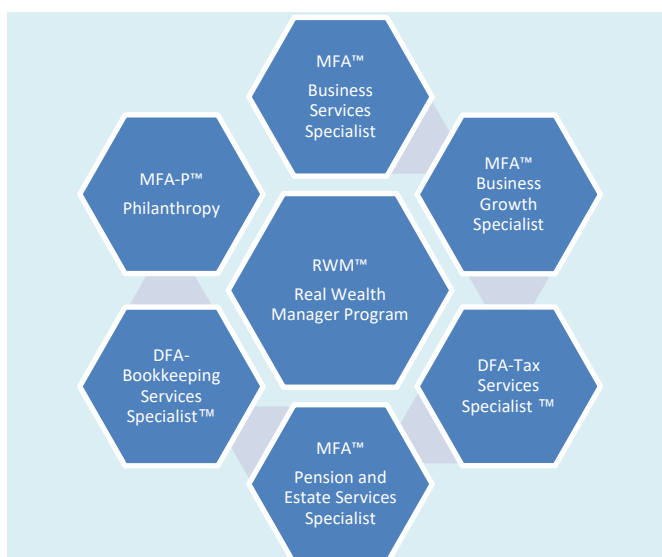 MFA™
Business
Services
Specialist
MFA™
Business
Growth
Specialist
MFA-P™
Philanthropy
RWM™
Real Wealth
Manager Program
DFA-
Bookkeeping
Services
Specialist™
DFA-Tax
Services
Specialist ™
MFA™
Pension and
Estate Services
Specialist